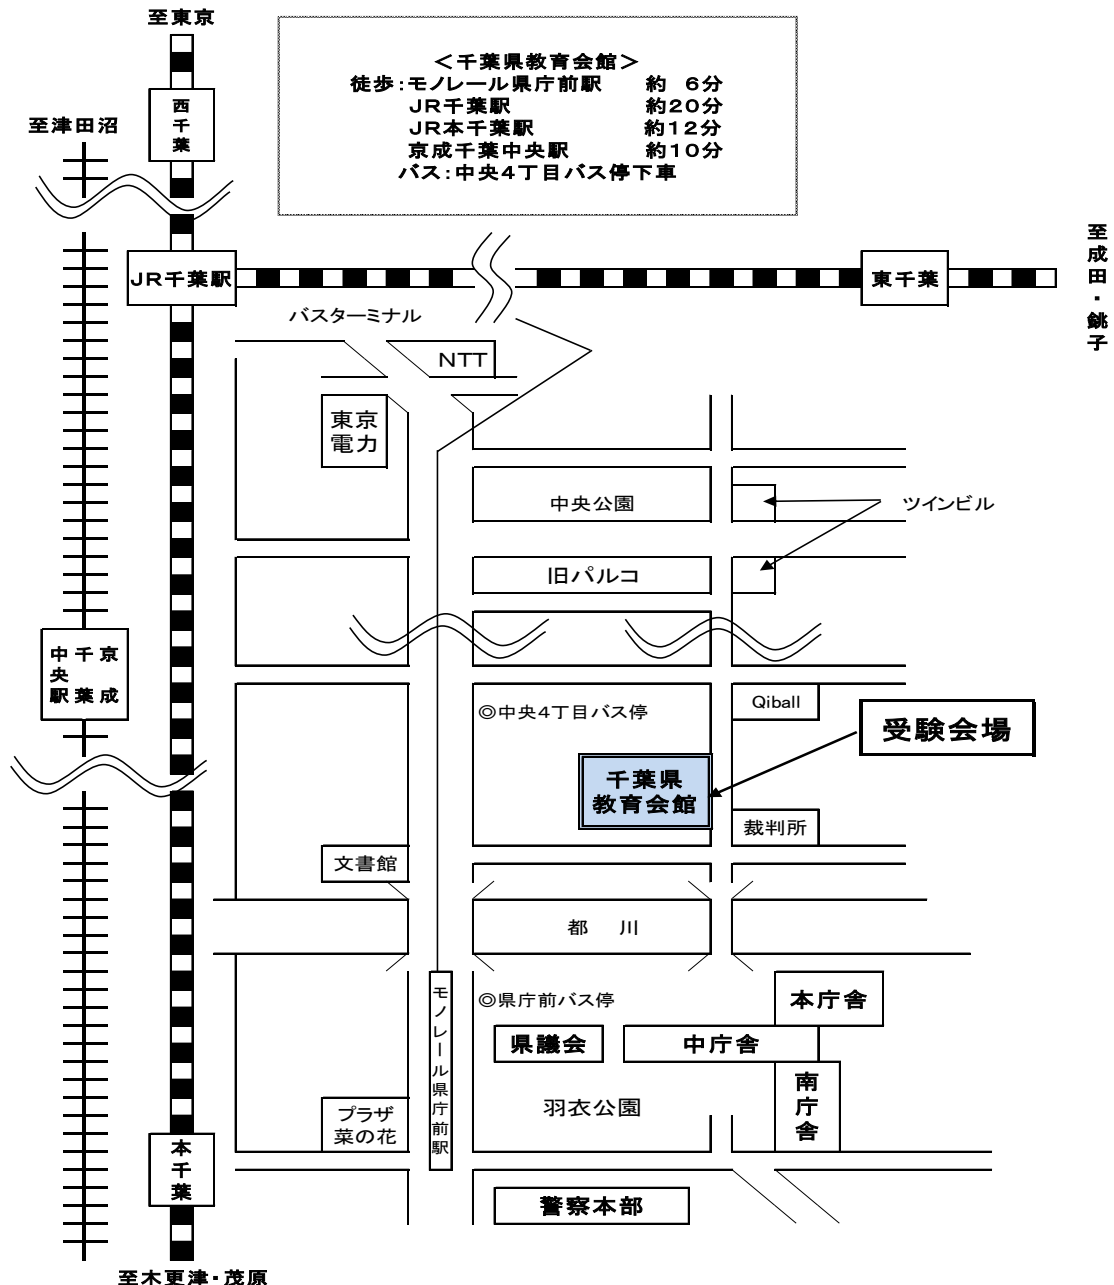 至東京
＜千葉県教育会館＞
徒歩：モノレール県庁前駅 約 6分
JR千葉駅 約20分
JR本千葉駅 約12分
京成千葉中央駅 約10分
バス：中央4丁目バス停下車
西千葉
至津田沼
至成田・銚子
JR千葉駅
東千葉
バスターミナル
NTT
東京
電力
中央公園
ツインビル
旧パルコ
京成
千葉
中央駅
◎中央4丁目バス停
Qiball
受験会場
千葉県
教育会館
裁判所
文書館
都 川
モノレール県庁前駅
◎県庁前バス停
本庁舎
県議会
中庁舎
南庁舎
羽衣公園
プラザ
菜の花
本千葉
警察本部
至木更津・茂原